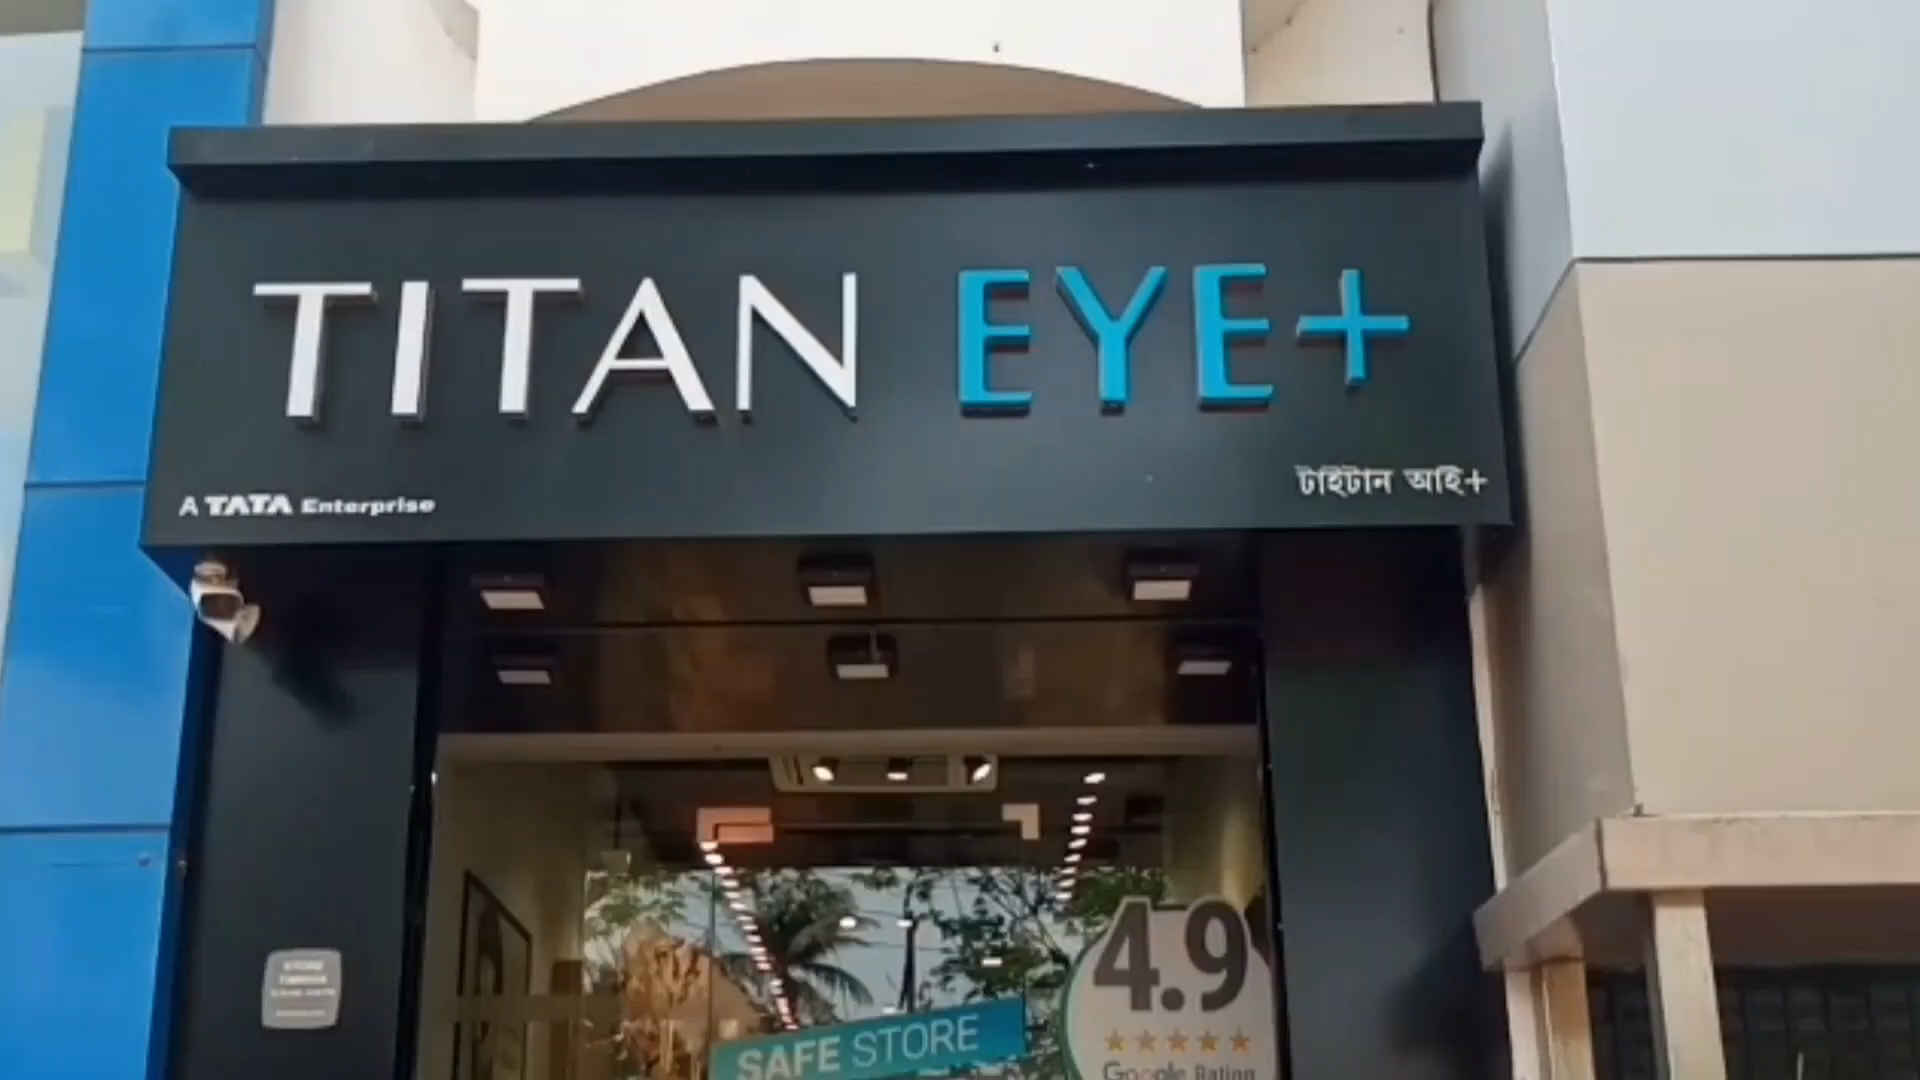 TITAN EYE+
টাইটান আই+
A TATA Enterprise
4.9
SAFE STORE
Google Rating